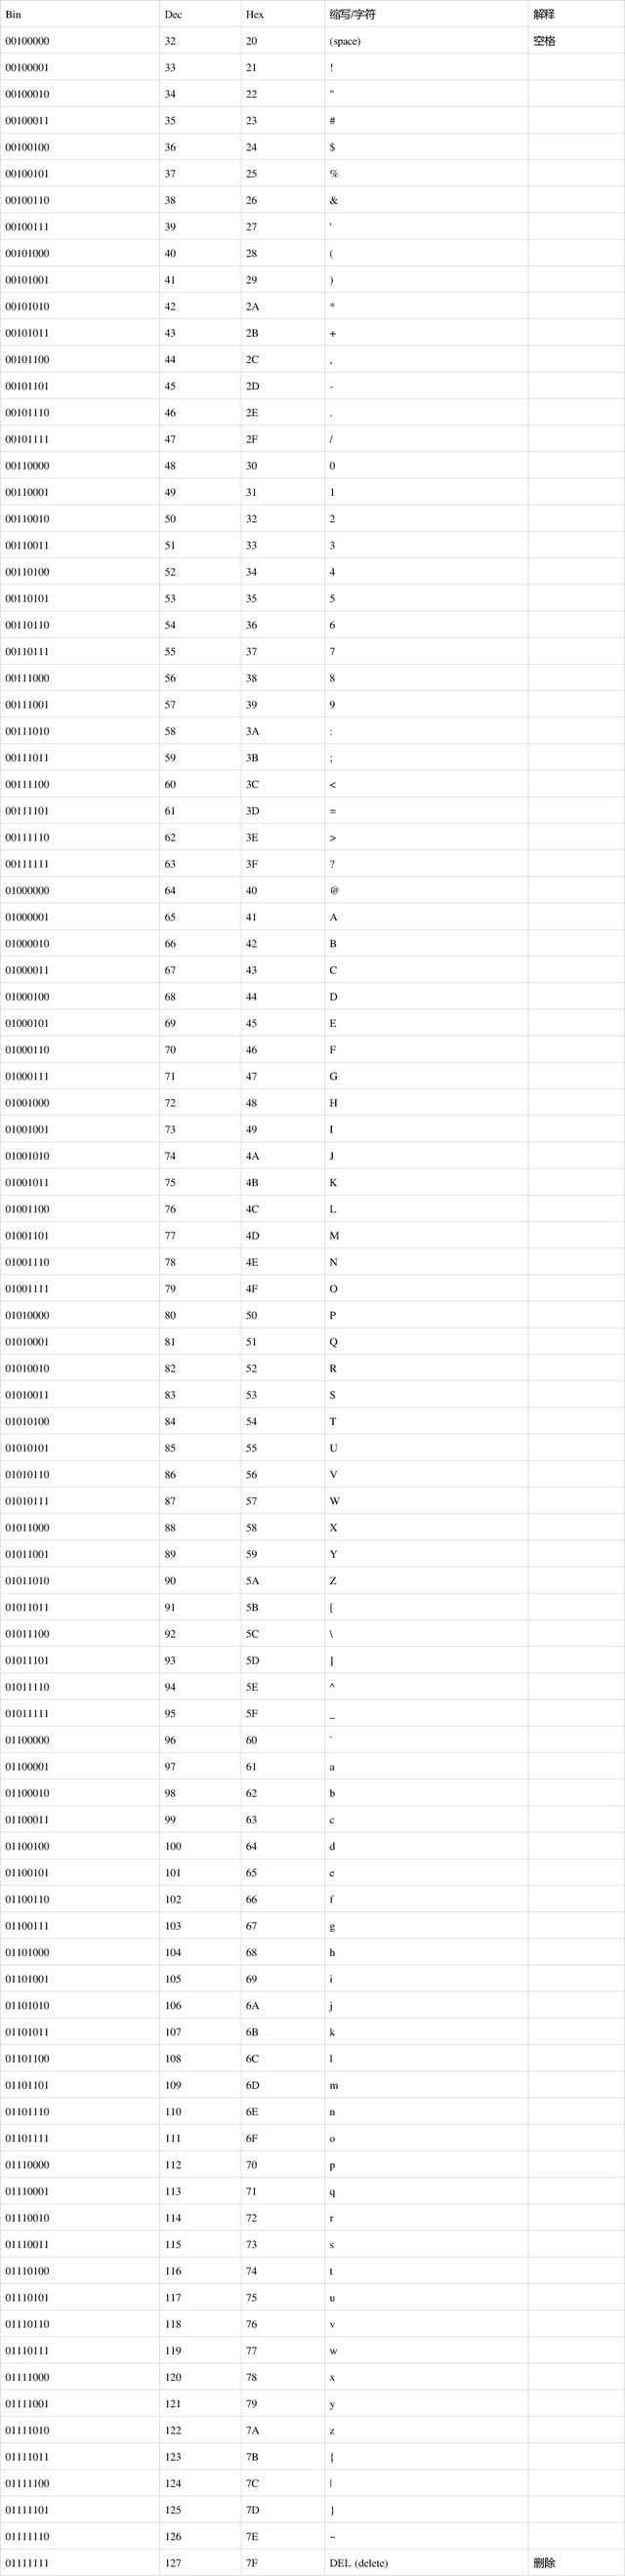 Bin Dec Hex 缩写/字符 解释
00100000 32 20 (space) 空格
00100001 33 21 !
00100010 34 22 "
00100011 35 23 #
00100100 36 24 $
00100101 37 25 %
00100110 38 26 &
00100111 39 27 '
00101000 40 28 (
00101001 41 29 )
00101010 42 2A *
00101011 43 2B +
00101100 44 2C ,
00101101 45 2D -
00101110 46 2E .
00101111 47 2F /
00110000 48 30 0
00110001 49 31 1
00110010 50 32 2
00110011 51 33 3
00110100 52 34 4
00110101 53 35 5
00110110 54 36 6
00110111 55 37 7
00111000 56 38 8
00111001 57 39 9
00111010 58 3A :
00111011 59 3B ;
00111100 60 3C <
00111101 61 3D =
00111110 62 3E >
00111111 63 3F ?
01000000 64 40 @
01000001 65 41 A
01000010 66 42 B
01000011 67 43 C
01000100 68 44 D
01000101 69 45 E
01000110 70 46 F
01000111 71 47 G
01001000 72 48 H
01001001 73 49 I
01001010 74 4A J
01001011 75 4B K
01001100 76 4C L
01001101 77 4D M
01001110 78 4E N
01001111 79 4F O
01010000 80 50 P
01010001 81 51 Q
01010010 82 52 R
01010011 83 53 S
01010100 84 54 T
01010101 85 55 U
01010110 86 56 V
01010111 87 57 W
01011000 88 58 X
01011001 89 59 Y
01011010 90 5A Z
01011011 91 5B [
01011100 92 5C \
01011101 93 5D ]
01011110 94 5E ^
01011111 95 5F _
01100000 96 60 `
01100001 97 61 a
01100010 98 62 b
01100011 99 63 c
01100100 100 64 d
01100101 101 65 e
01100110 102 66 f
01100111 103 67 g
01101000 104 68 h
01101001 105 69 i
01101010 106 6A j
01101011 107 6B k
01101100 108 6C l
01101101 109 6D m
01101110 110 6E n
01101111 111 6F o
01110000 112 70 p
01110001 113 71 q
01110010 114 72 r
01110011 115 73 s
01110100 116 74 t
01110101 117 75 u
01110110 118 76 v
01110111 119 77 w
01111000 120 78 x
01111001 121 79 y
01111010 122 7A z
01111011 123 7B {
01111100 124 7C |
01111101 125 7D }
01111110 126 7E ~
01111111 127 7F DEL (delete) 删除